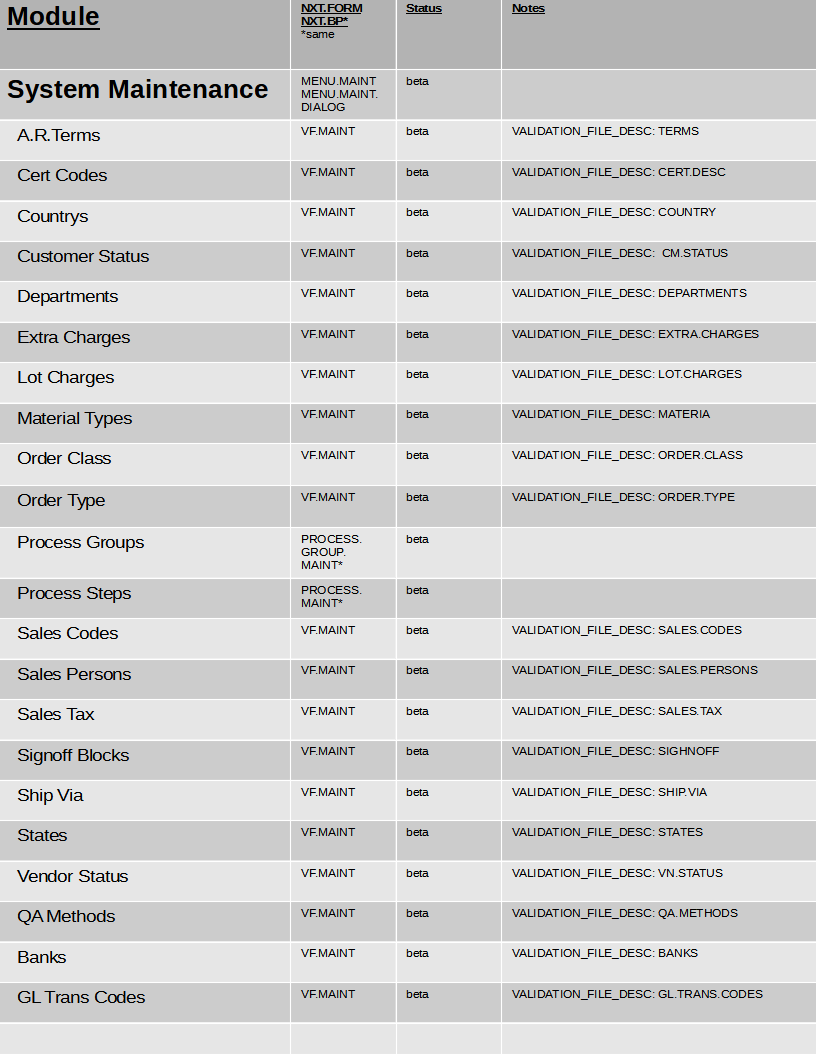 Module NXT.FORM Status Notes
NXT.BP*
*same
System Maintenance MENU.MAINT beta
MENU.MAINT.
DIALOG
A.R.Terms VF.MAINT beta VALIDATION_FILE_DESC: TERMS
Cert Codes VF.MAINT beta VALIDATION_FILE_DESC: CERT.DESC
Countrys VF.MAINT beta VALIDATION_FILE_DESC: COUNTRY
Customer Status VF.MAINT beta VALIDATION_FILE_DESC: CM.STATUS
Departments VF.MAINT beta VALIDATION_FILE_DESC: DEPARTMENTS
Extra Charges VF.MAINT beta VALIDATION_FILE_DESC: EXTRA.CHARGES
Lot Charges VF.MAINT beta VALIDATION_FILE_DESC: LOT.CHARGES
Material Types VF.MAINT beta VALIDATION_FILE_DESC: MATERIA
Order Class VF.MAINT beta VALIDATION_FILE_DESC: ORDER.CLASS
Order Type VF.MAINT beta VALIDATION_FILE_DESC: ORDER.TYPE
Process Groups PROCESS. beta
GROUP.
MAINT*
Process Steps PROCESS. beta
MAINT*
Sales Codes VF.MAINT beta VALIDATION_FILE_DESC: SALES.CODES
Sales Persons VF.MAINT beta VALIDATION_FILE_DESC: SALES.PERSONS
Sales Tax VF.MAINT beta VALIDATION_FILE_DESC: SALES.TAX
Signoff Blocks VF.MAINT beta VALIDATION_FILE_DESC: SIGHNOFF
Ship Via VF.MAINT beta VALIDATION_FILE_DESC: SHIP.VIA
States VF.MAINT beta VALIDATION_FILE_DESC: STATES
Vendor Status VF.MAINT beta VALIDATION_FILE_DESC: VN.STATUS
QA Methods VF.MAINT beta VALIDATION_FILE_DESC: QA.METHODS
Banks VF.MAINT beta VALIDATION_FILE_DESC: BANKS
GL Trans Codes VF.MAINT beta VALIDATION_FILE_DESC: GL.TRANS.CODES